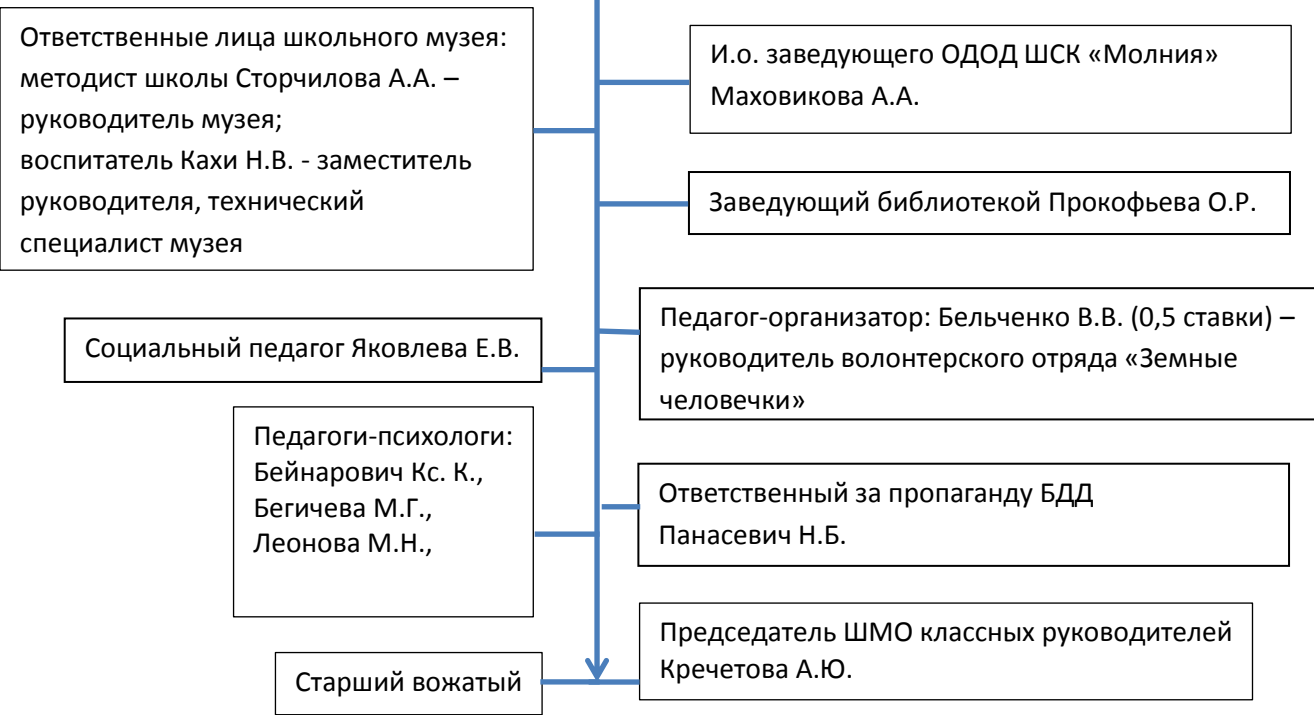 Ответственные лица школьного музея:
методист школы Сторчилова А.А. –
руководитель музея;
воспитатель Кахи Н.В. - заместитель
руководителя, технический
специалист музея
И.о. заведующего ОДОД ШСК «Молния»
Маховикова А.А.
Заведующий библиотекой Прокофьева О.Р.
Педагог-организатор: Бельченко В.В. (0,5 ставки) –
руководитель волонтерского отряда «Земные
человечки»
Социальный педагог Яковлева Е.В.
Педагоги-психологи:
Бейнарович Кс. К.,
Бегичева М.Г.,
Леонова М.Н.,
Ответственный за пропаганду БДД
Панасевич Н.Б.
Председатель ШМО классных руководителей
Кречетова А.Ю.
Старший вожатый